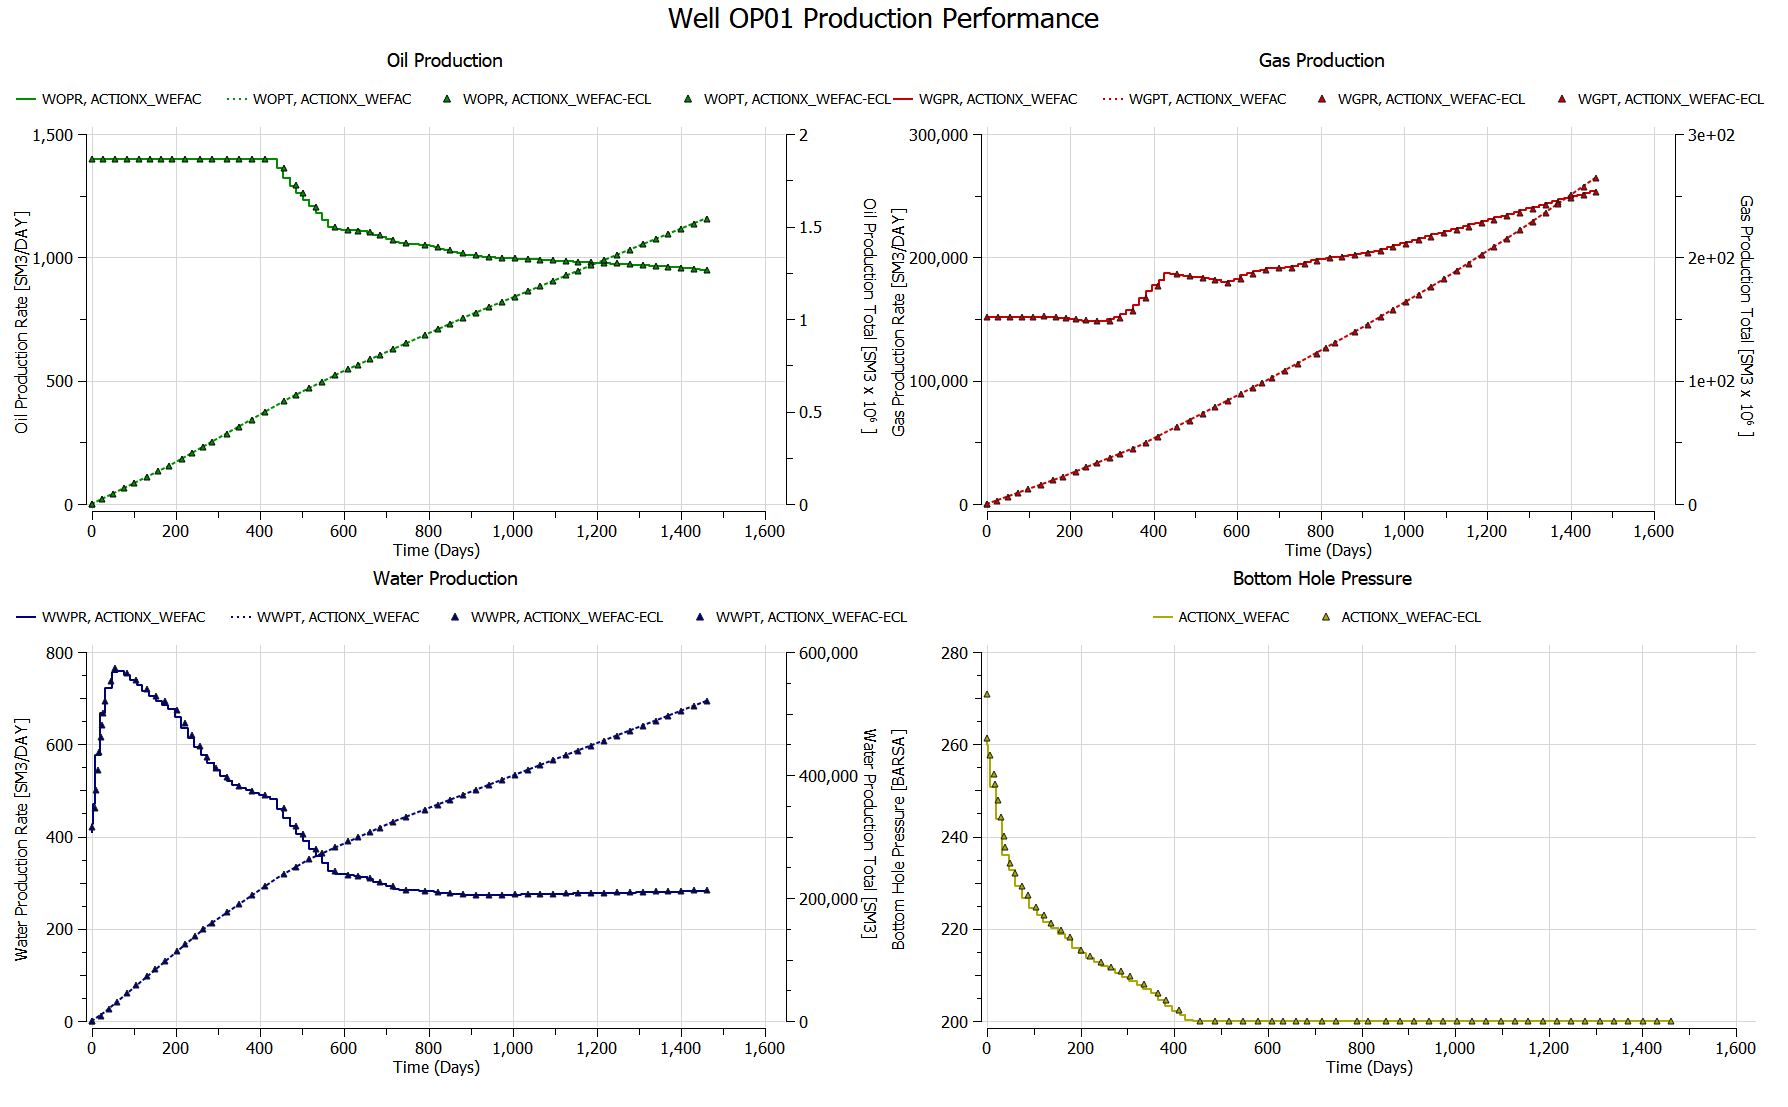 Well OP01 Production Performance
Oil Production
WOPR, ACTIONX_WEFAC
WOPT, ACTIONX_WEFAC
WOPR, ACTIONX_WEFAC-ECL
WOPT, ACTIONX_WEFAC-ECL
1,500
1,000
500
0
Oil Production Rate [SM3/DAY]
2
1.5
1
0.5
0
Oil Production Total [SM3 x 10⁶ ]
0 200 400 600 800 1,000 1,200 1,400 1,600
Time (Days)
Gas Production
WGPR, ACTIONX_WEFAC
WGPT, ACTIONX_WEFAC
WGPR, ACTIONX_WEFAC-ECL
WGPT, ACTIONX_WEFAC-ECL
300,000
200,000
100,000
0
Gas Production Rate [SM3/DAY]
3e+02
2e+02
1e+02
0
Gas Production Total [SM3 x 10⁶ ]
0 200 400 600 800 1,000 1,200 1,400 1,600
Time (Days)
Water Production
WWPR, ACTIONX_WEFAC
WWPT, ACTIONX_WEFAC
WWPR, ACTIONX_WEFAC-ECL
WWPT, ACTIONX_WEFAC-ECL
800
600
400
200
0
Water Production Rate [SM3/DAY]
600,000
400,000
200,000
0
Water Production Total [SM3]
0 200 400 600 800 1,000 1,200 1,400 1,600
Time (Days)
Bottom Hole Pressure
ACTIONX_WEFAC
ACTIONX_WEFAC-ECL
280
260
240
220
200
Bottom Hole Pressure [BARSA]
0 200 400 600 800 1,000 1,200 1,400 1,600
Time (Days)